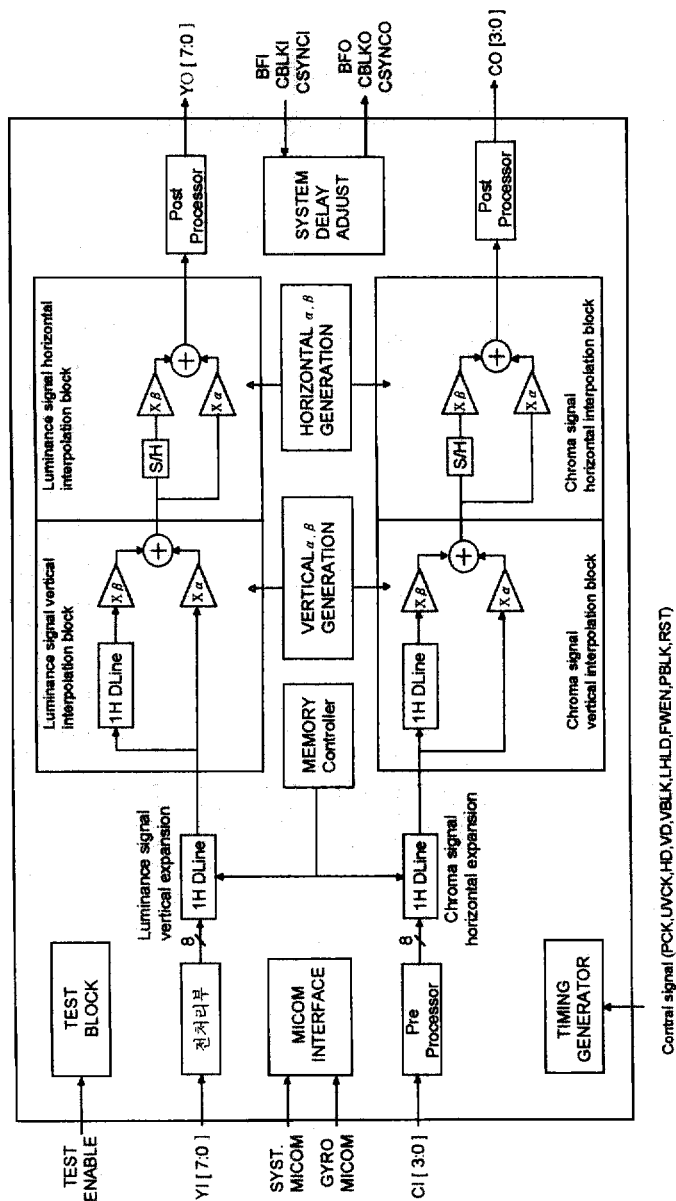 TEST
ENABLE
TEST
BLOCK
YI [ 7:0 ]
전처리부
8
1H DLine
Luminance signal
vertical expansion
Luminance signal vertical
interpolation block
1H DLine
X β
X α
+
Luminance signal horizontal
interpolation block
S/H
X β
X α
+
Post
Processor
YO [ 7:0 ]
SYST.
MICOM
GYRO
MICOM
MICOM
INTERFACE
MEMORY
Controller
VERTICAL α, β
GENERATION
HORIZONTAL α, β
GENERATION
SYSTEM
DELAY
ADJUST
BFI
CBLKI
CSYNCI
BFO
CBLKO
CSYNCO
CI [ 3:0 ]
Pre
Processor
8
1H DLine
Chroma signal
horizontal expansion
1H DLine
X β
X α
+
Chroma signal
vertical interpolation block
S/H
X β
X α
+
Chroma signal
horizontal interpolation block
Post
Processor
CO [3:0 ]
TIMING
GENERATOR
Contral signal (PCK,UVCK,HD,VD,VBLK,LHLD,FWEN,PBLK,RST)